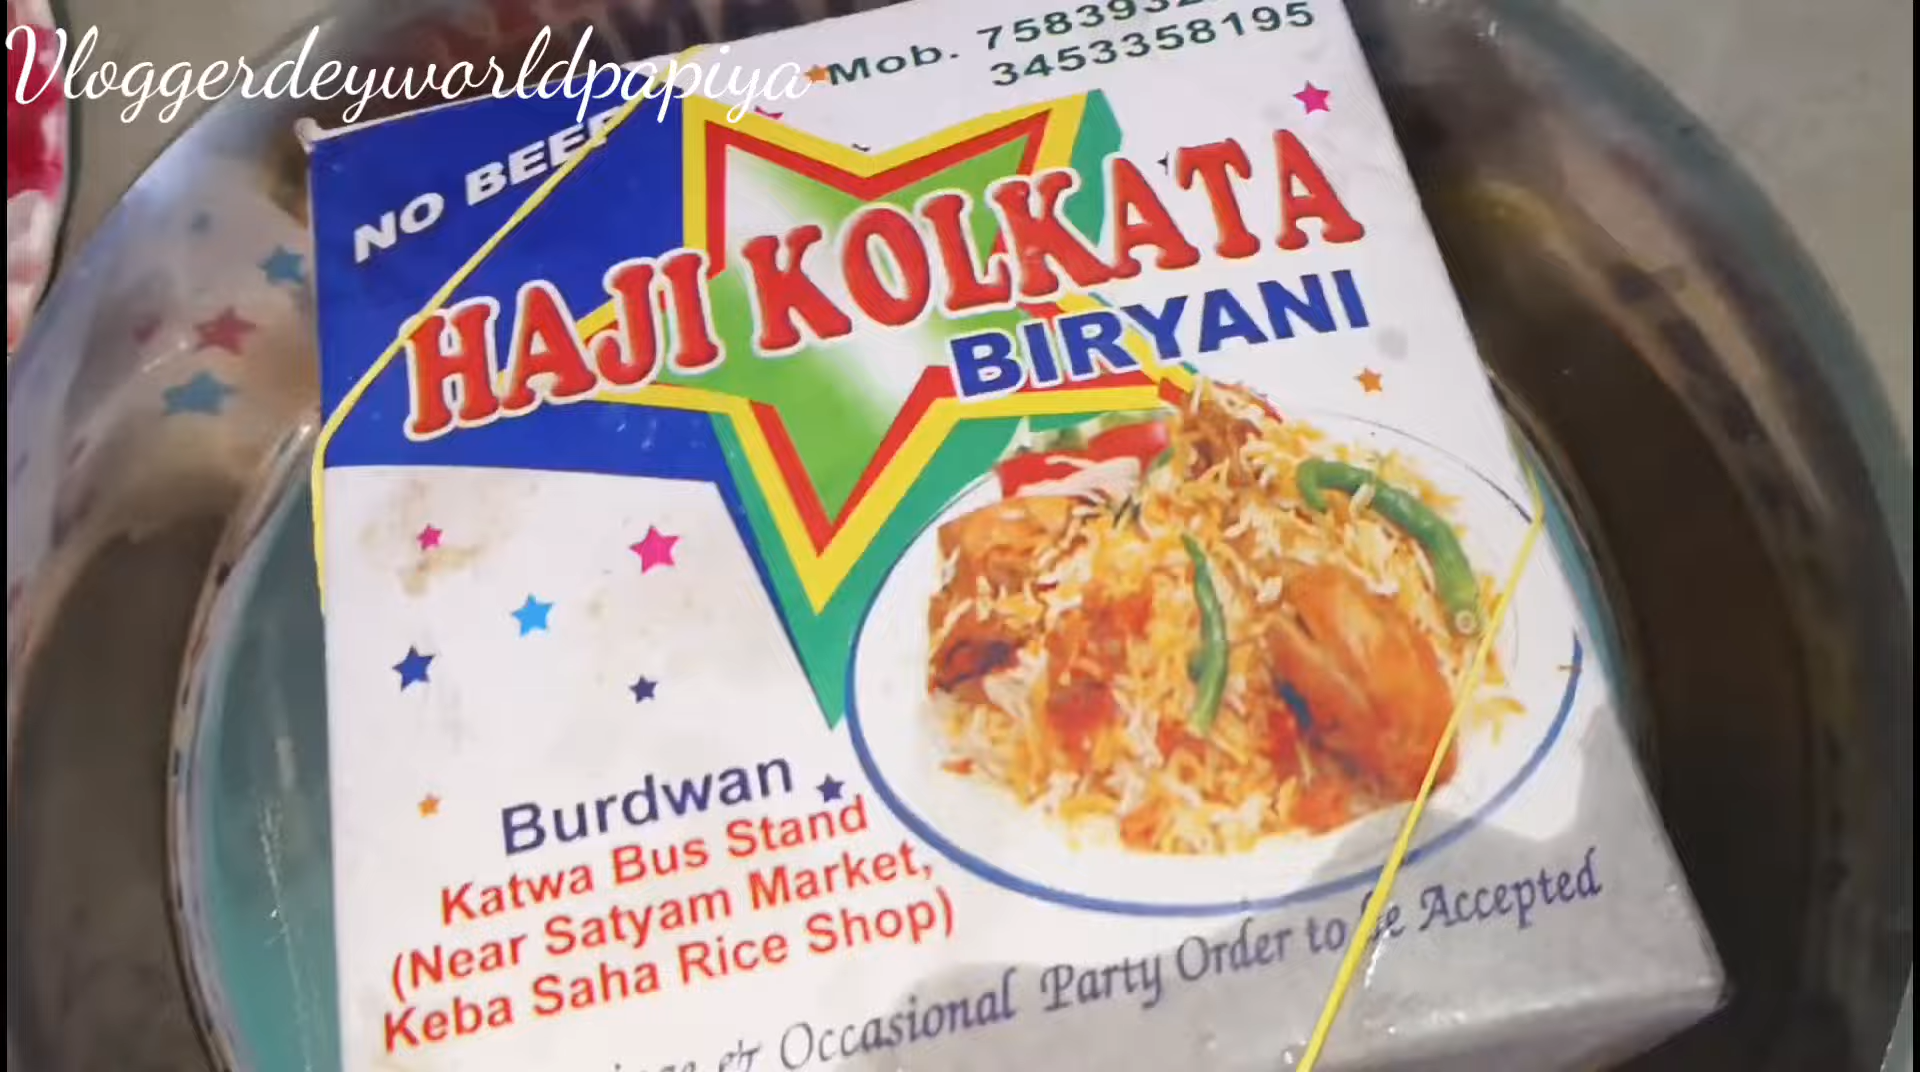 Vloggerdeyworldpapiya
Mob.
3453358195
NO BEEF
HAJI KOLKATA
BIRYANI
Burdwan
Katwa Bus Stand
(Near Satyam Market,
Keba Saha Rice Shop)
& Occasional Party Order to be Accepted